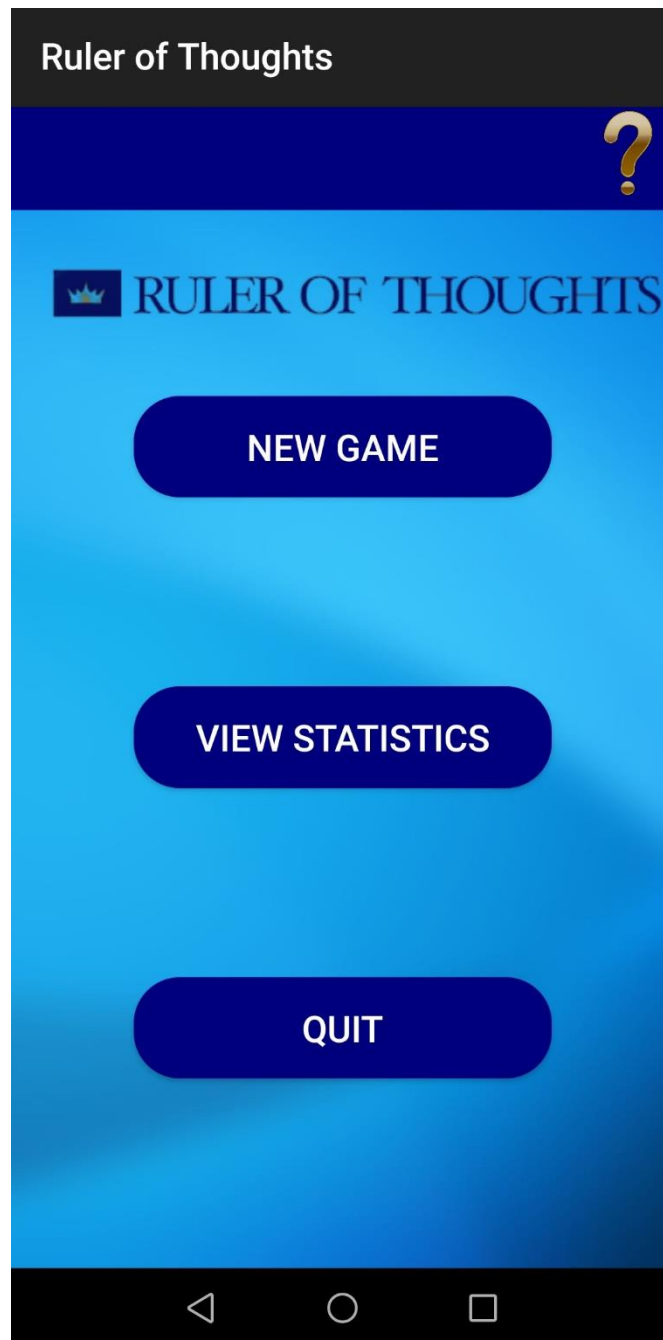 Ruler of Thoughts
?
RULER OF THOUGHTS
NEW GAME
VIEW STATISTICS
QUIT